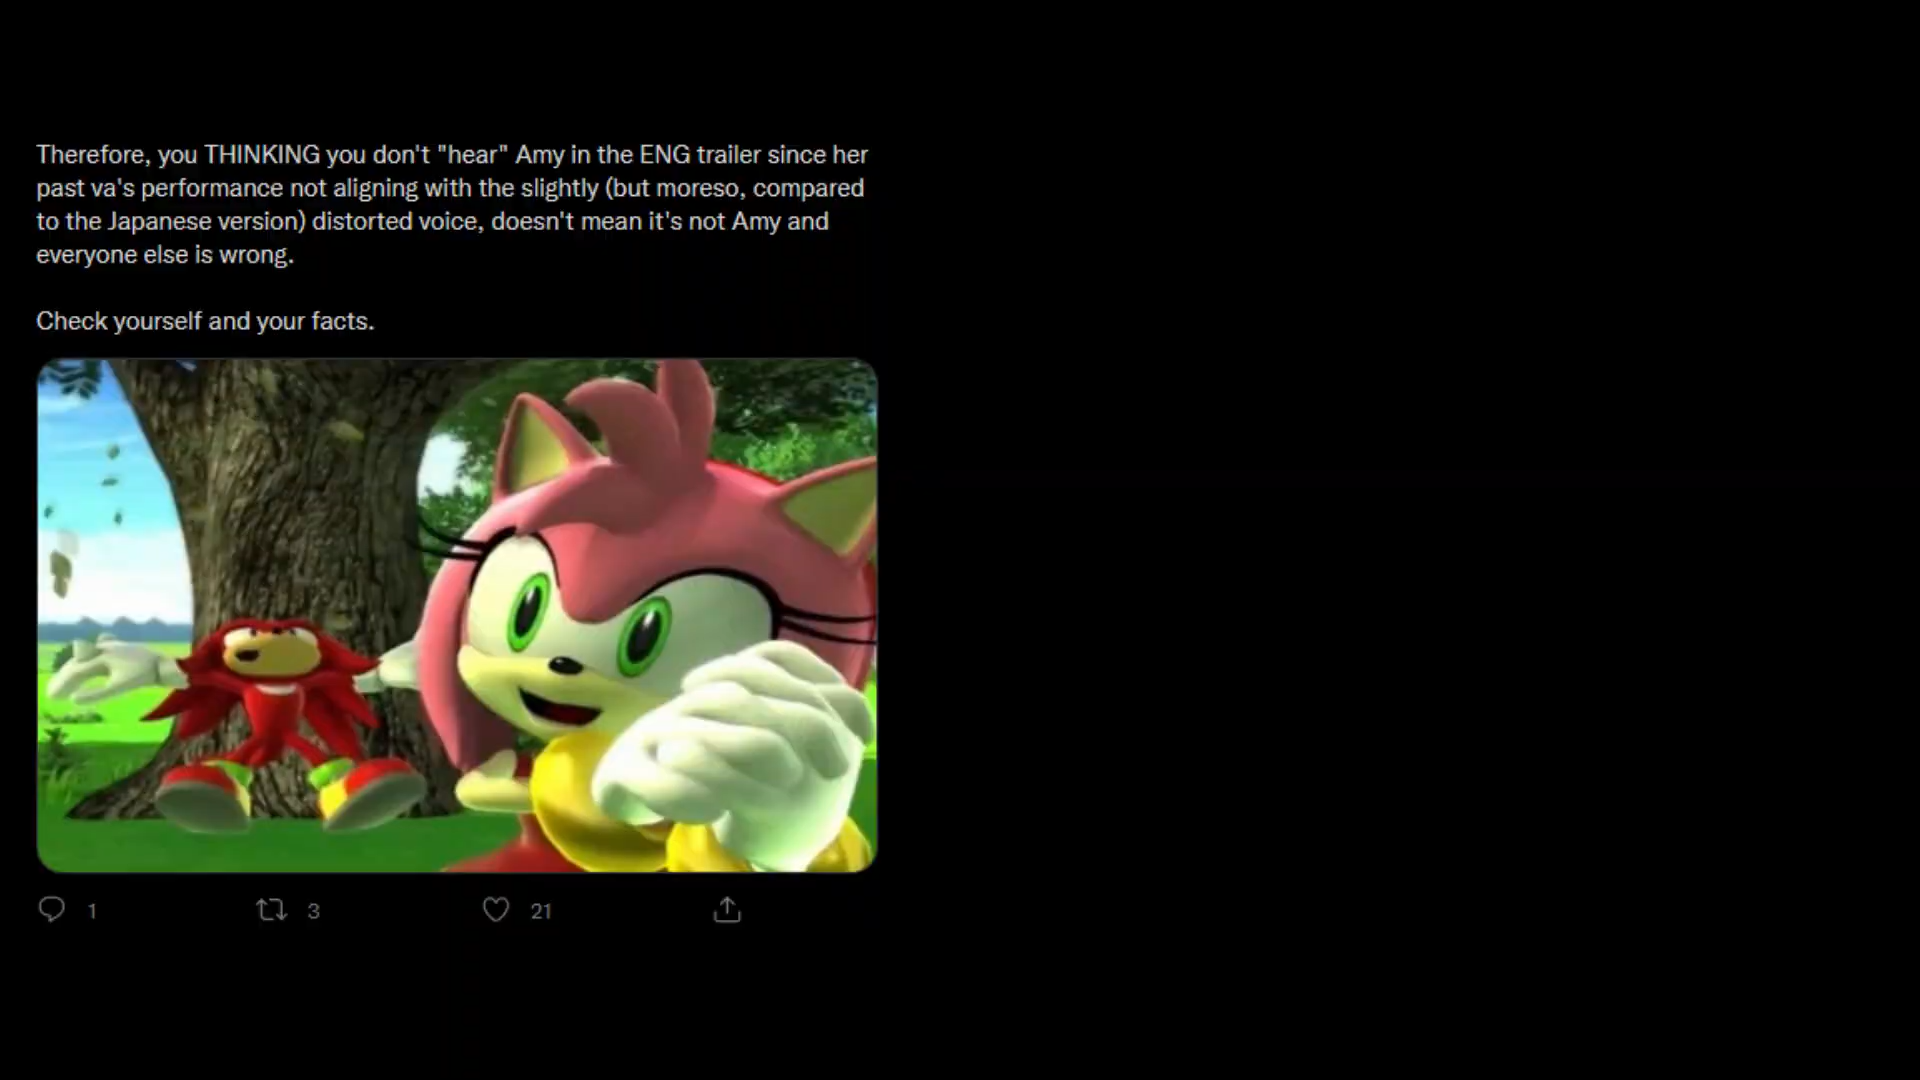 Therefore, you THINKING you don't "hear" Amy in the ENG trailer since her
past va's performance not aligning with the slightly (but moreso, compared
to the Japanese version) distorted voice, doesn't mean it's not Amy and
everyone else is wrong.
Check yourself and your facts.
1 3 21